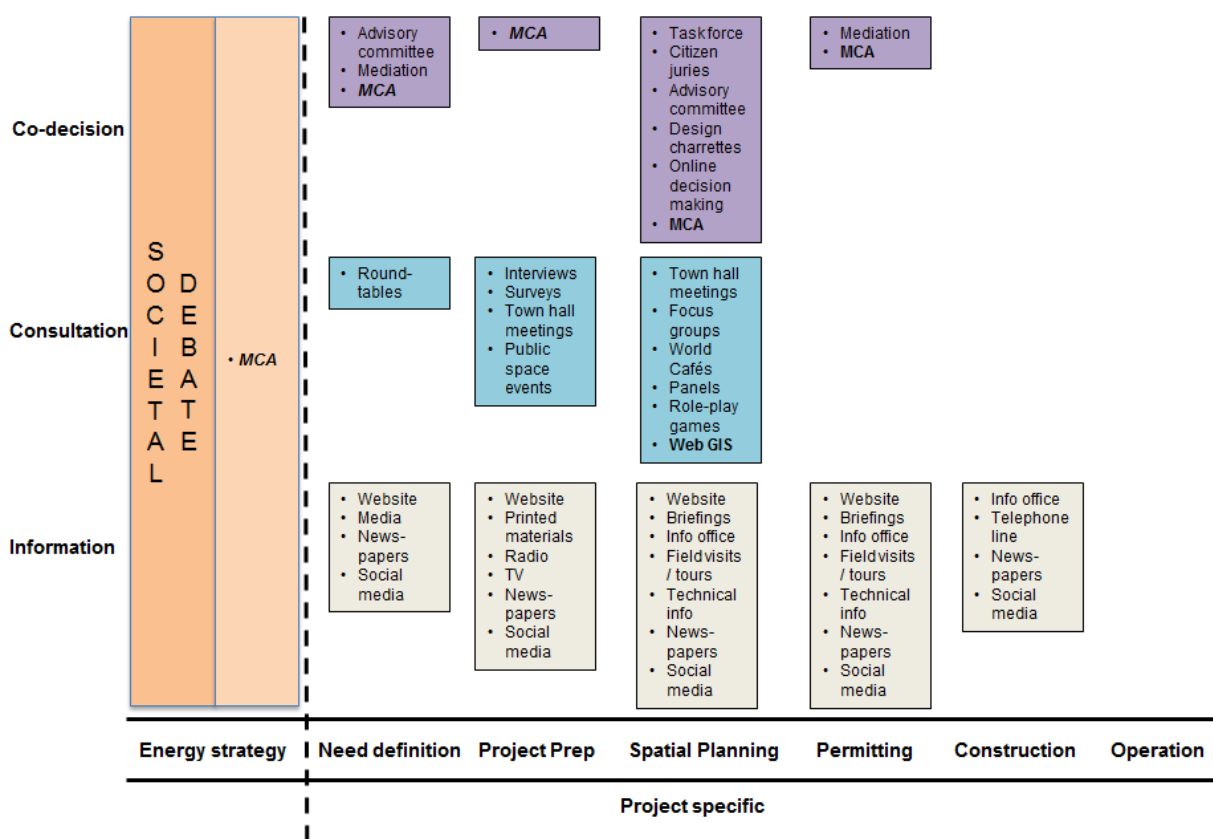 Co-decision
Consultation
Information
SOCIETAL
DEBATE
• MCA
• Advisory
committee
• Mediation
• MCA
• MCA
• Taskforce
• Citizen
juries
• Advisory
committee
• Design
charrettes
• Online
decision
making
• MCA
• Mediation
• MCA
• Round-
tables
• Interviews
• Surveys
• Town hall
meetings
• Public
space
events
• Town hall
meetings
• Focus
groups
• World
Cafés
• Panels
• Role-play
games
• Web GIS
• Website
• Media
• News-
papers
• Social
media
• Website
• Printed
materials
• Radio
• TV
• News-
papers
• Social
media
• Website
• Briefings
• Info office
• Field visits
/ tours
• Technical
info
• News-
papers
• Social
media
• Website
• Briefings
• Info office
• Field visits
/ tours
• Technical
info
• News-
papers
• Social
media
• Info office
• Telephone
line
• News-
papers
• Social
media
Energy strategy
Need definition
Project Prep
Spatial Planning
Permitting
Construction
Operation
Project specific